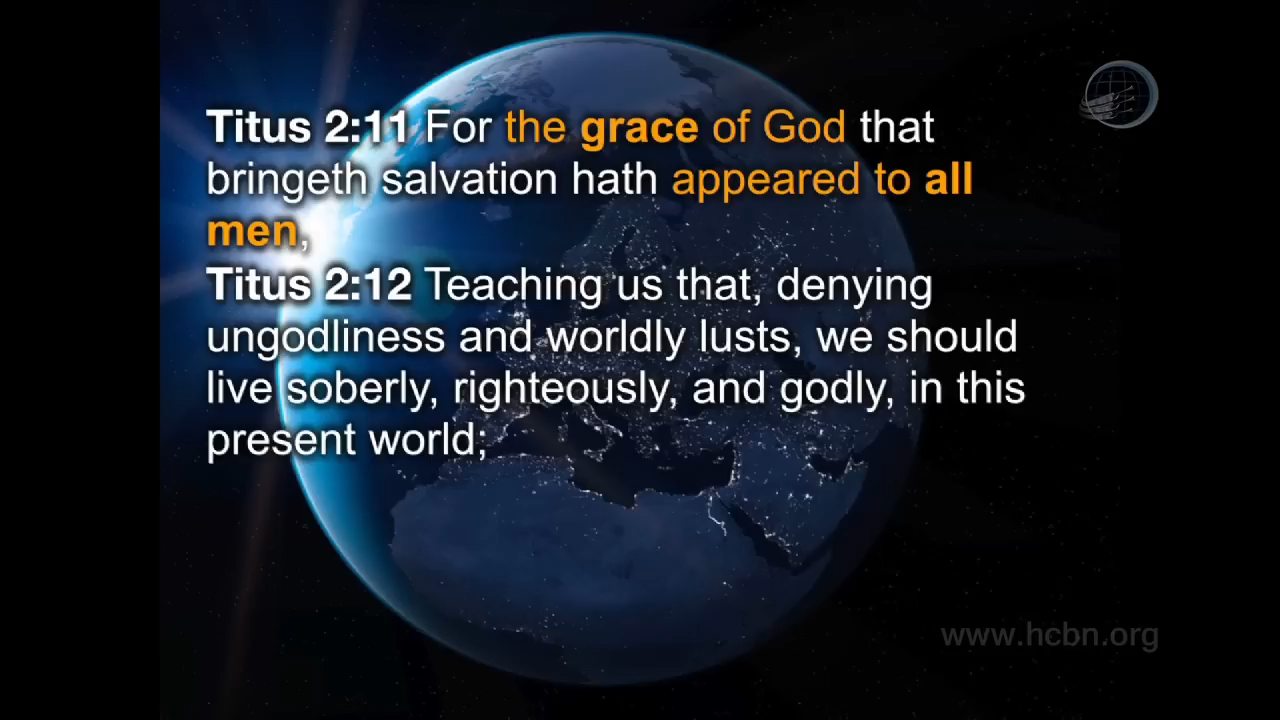 Titus 2:11 For the grace of God that
bringeth salvation hath appeared to all
men,
Titus 2:12 Teaching us that, denying
ungodliness and worldly lusts, we should
live soberly, righteously, and godly, in this
present world;
www.hcbn.org